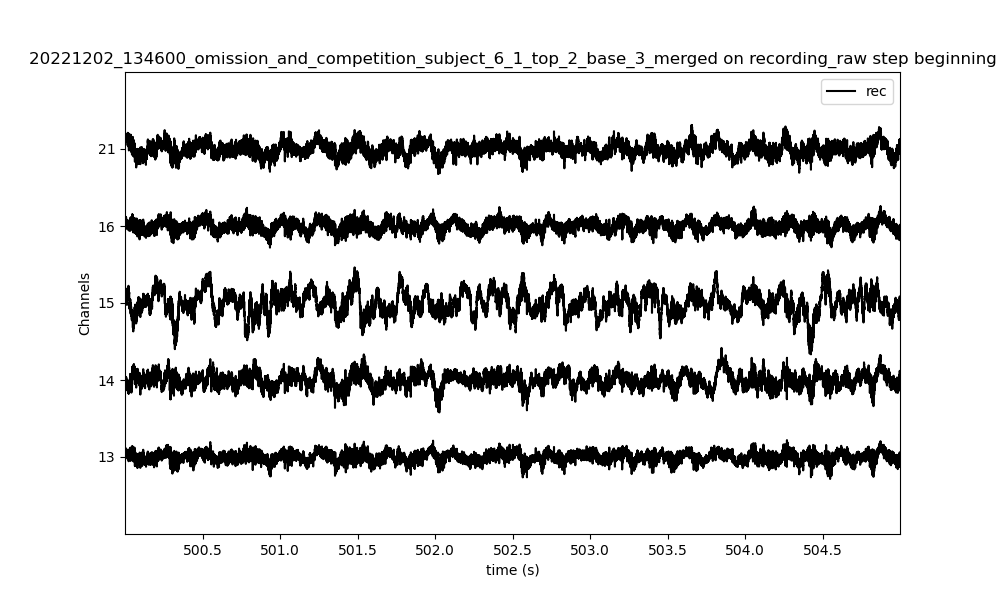 20221202_134600_omission_and_competition_subject_6_1_top_2_base_3_merged on recording_raw step beginning
rec
21
16
15
14
13
Channels
500.5 501.0 501.5 502.0 502.5 503.0 503.5 504.0 504.5
time (s)